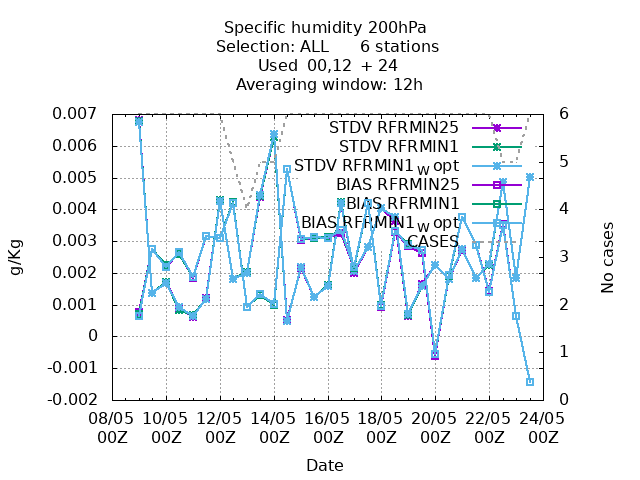 Specific humidity 200hPa
Selection: ALL 6 stations
Used 00,12 + 24
Averaging window: 12h
0.007
0.006
0.005
0.004
0.003
0.002
0.001
0
-0.001
-0.002
g/Kg
STDV RFRMIN25
STDV RFRMIN1
STDV RFRMIN1_w opt
BIAS RFRMIN25
BIAS RFRMIN1
BIAS RFRMIN1_w opt
CASES
6
5
4
3
2
1
0
No cases
08/05 10/05 12/05 14/05 16/05 18/05 20/05 22/05 24/05
00Z 00Z 00Z 00Z 00Z 00Z 00Z 00Z 00Z
Date